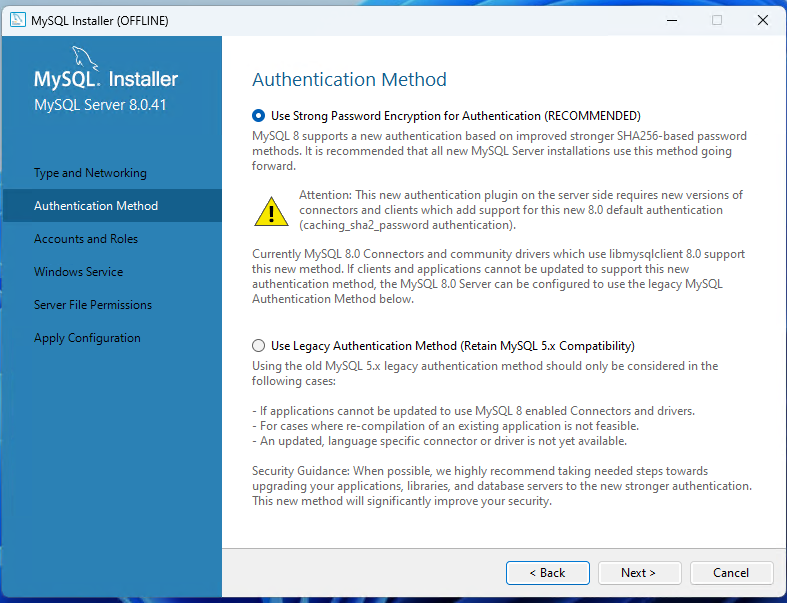 MySQL Installer (OFFLINE)
MySQL. Installer
MySQL Server 8.0.41
Type and Networking
Authentication Method
Accounts and Roles
Windows Service
Server File Permissions
Apply Configuration
Authentication Method
Use Strong Password Encryption for Authentication (RECOMMENDED)
MySQL 8 supports a new authentication based on improved stronger SHA256-based password
methods. It is recommended that all new MySQL Server installations use this method going
forward.
Attention: This new authentication plugin on the server side requires new versions of
connectors and clients which add support for this new 8.0 default authentication
(caching_sha2_password authentication).
Currently MySQL 8.0 Connectors and community drivers which use libmysqlclient 8.0 support
this new method. If clients and applications cannot be updated to support this new
authentication method, the MySQL 8.0 Server can be configured to use the legacy MySQL
Authentication Method below.
Use Legacy Authentication Method (Retain MySQL 5.x Compatibility)
Using the old MySQL 5.x legacy authentication method should only be considered in the
following cases:
- If applications cannot be updated to use MySQL 8 enabled Connectors and drivers.
- For cases where re-compilation of an existing application is not feasible.
- An updated, language specific connector or driver is not yet available.
Security Guidance: When possible, we highly recommend taking needed steps towards
upgrading your applications, libraries, and database servers to the new stronger authentication.
This new method will significantly improve your security.
< Back
Next >
Cancel